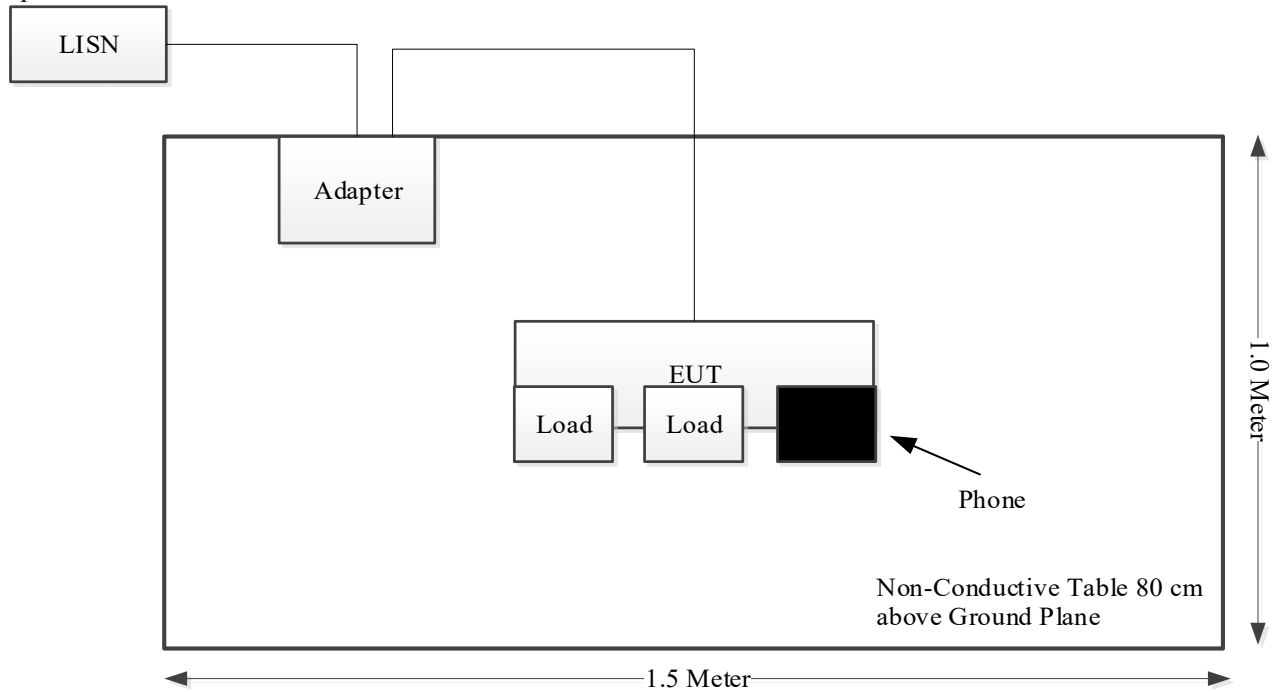 LISN
Adapter
EUT
Load
Load
Phone
1.0 Meter
Non-Conductive Table 80 cm
above Ground Plane
1.5 Meter